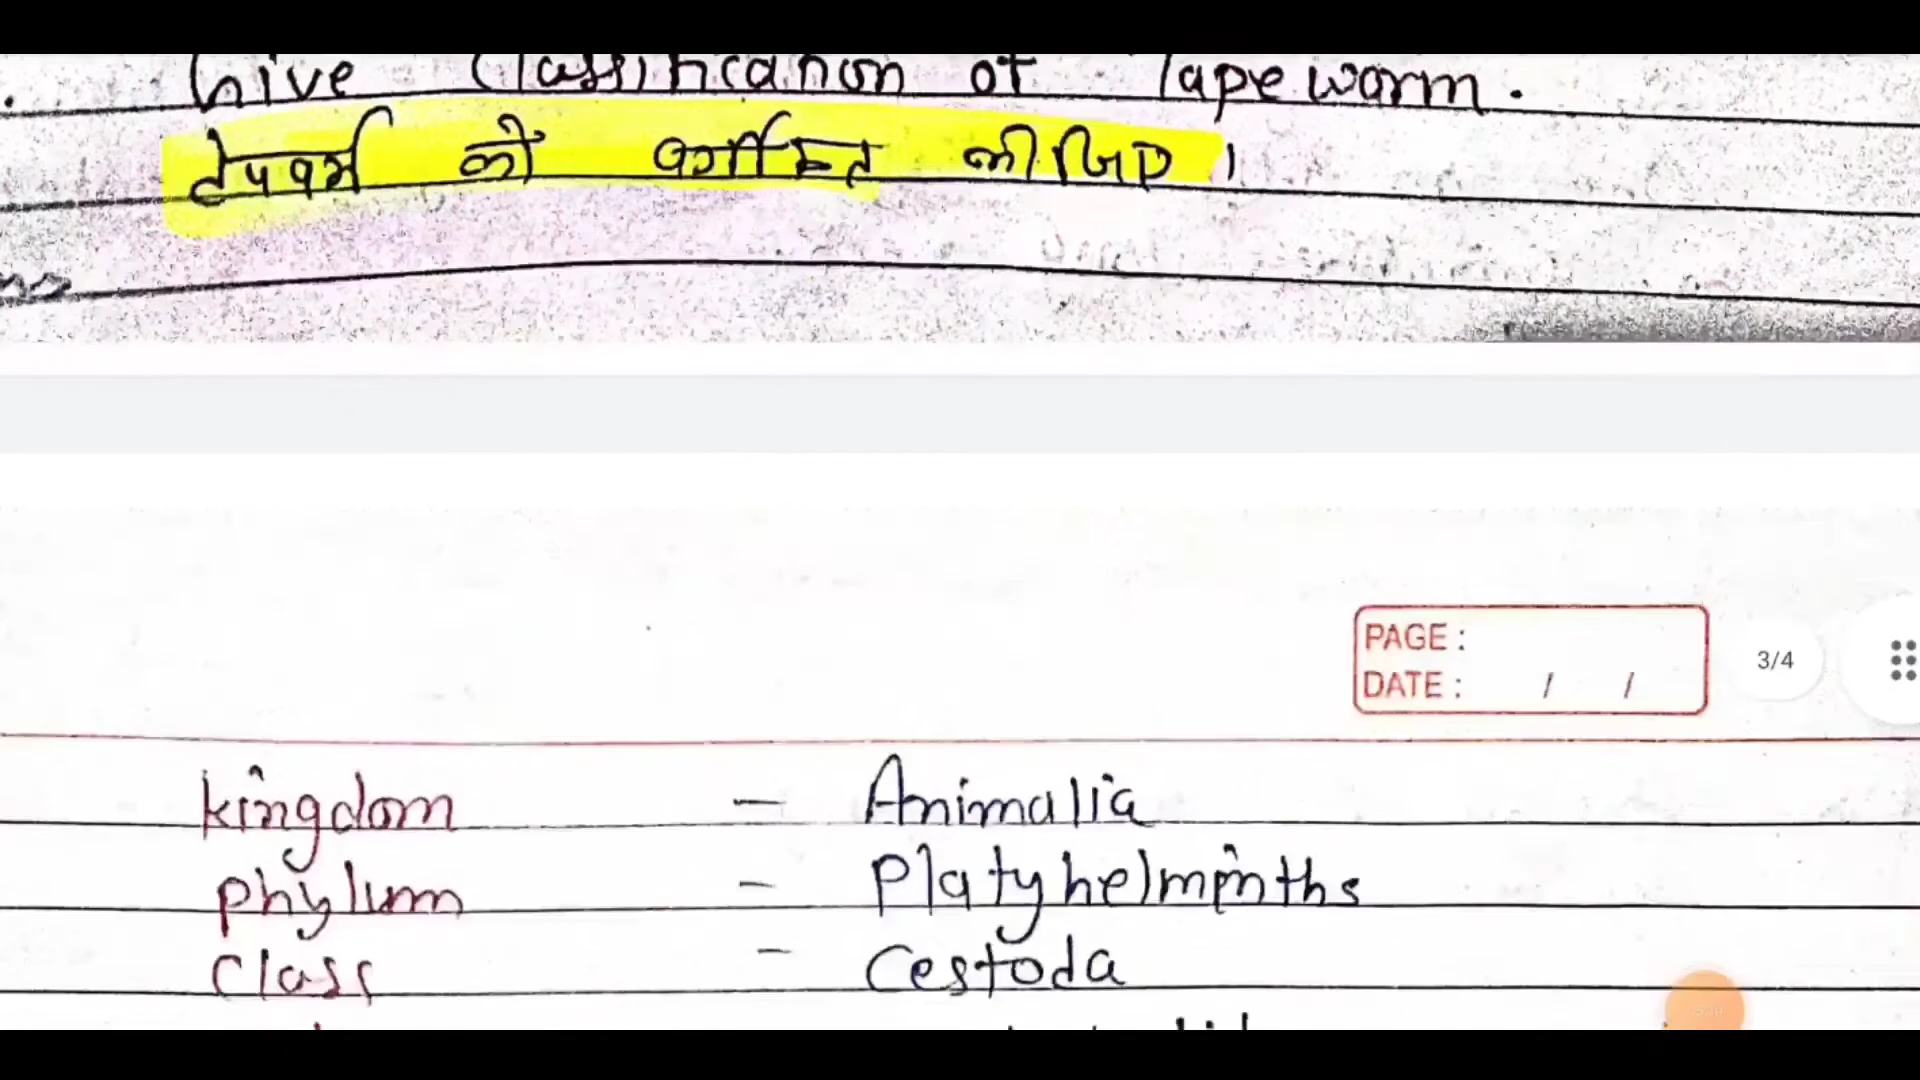 Give Classification of Tapeworm.
टेपवर्म को वर्गीकृत कीजिए।
PAGE :
DATE : / /
3/4
kingdom – Animalia
phylum – Platyhelminths
Class – Cestoda